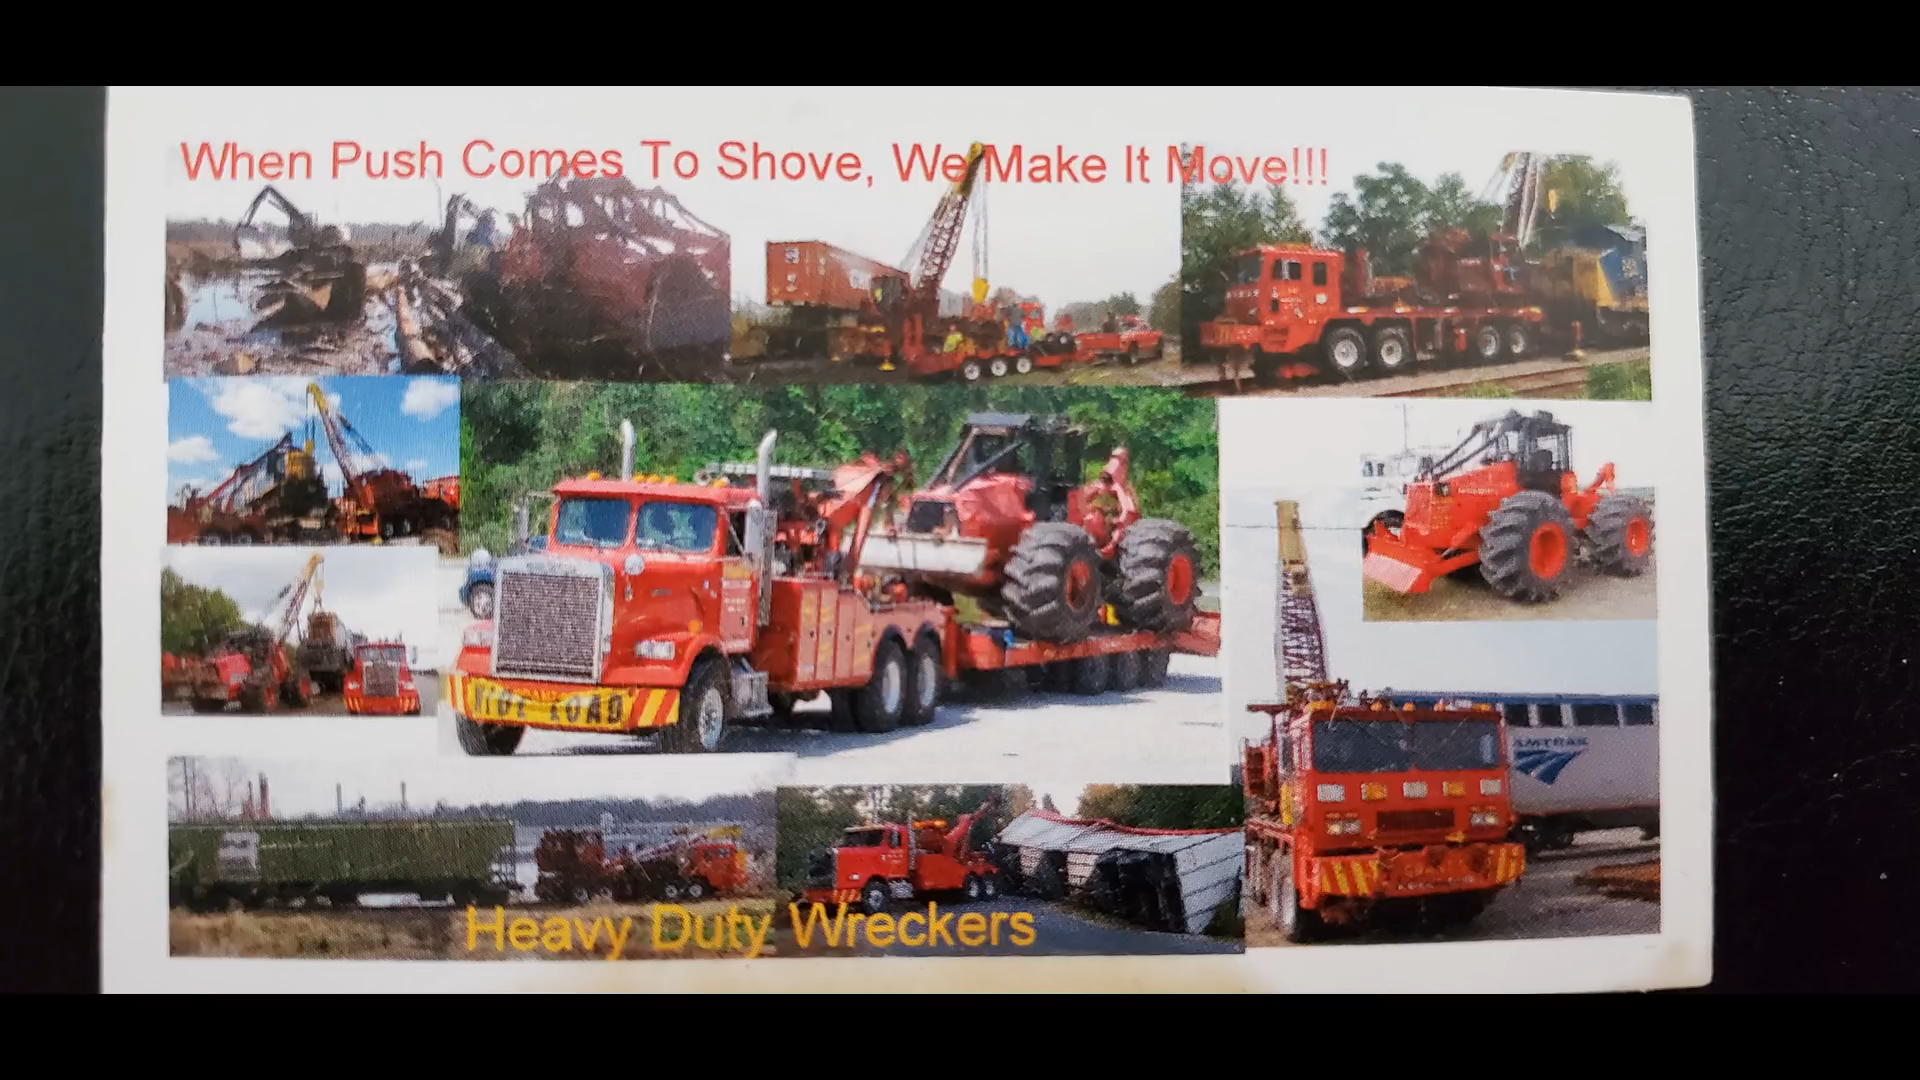 When Push Comes To Shove, We Make It Move!!!
WIDE LOAD
AMTRAK
Heavy Duty Wreckers